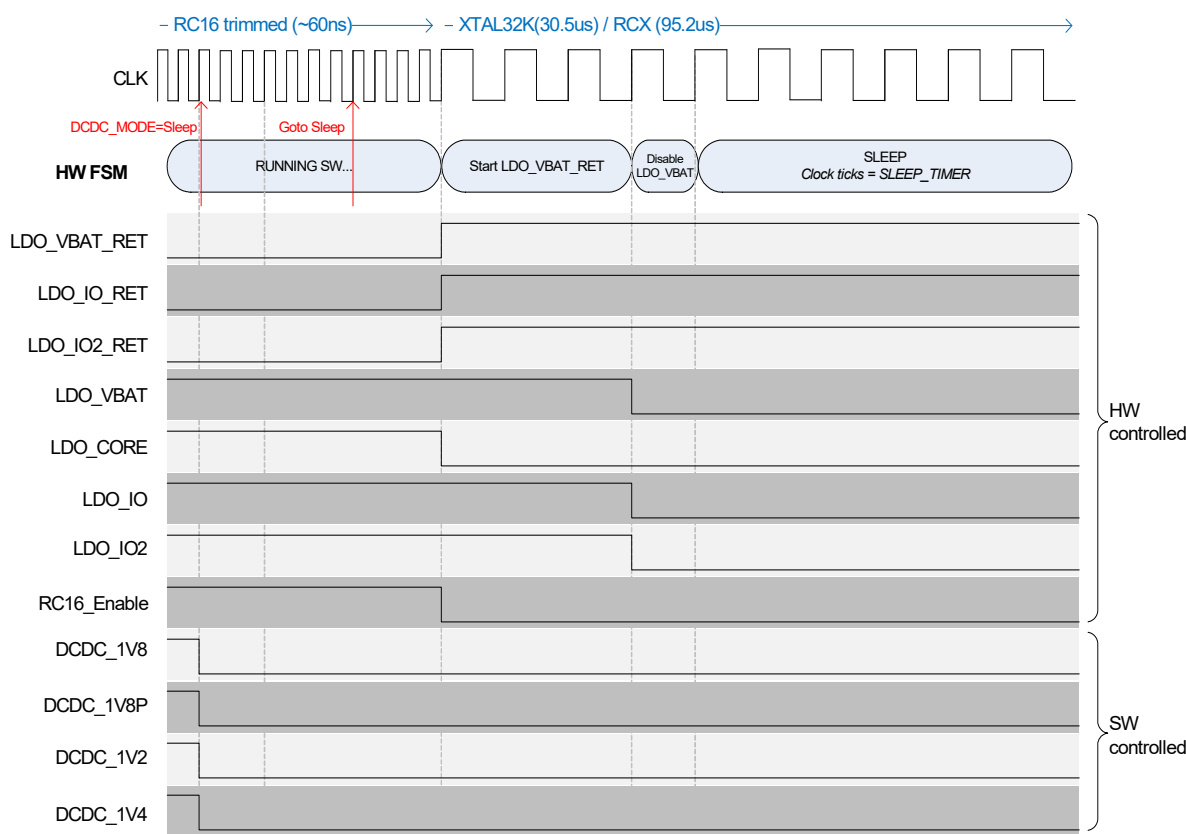 RC16 trimmed (~60ns)
XTAL32K(30.5us) / RCX (95.2us)
CLK
DCDC_MODE=Sleep
Goto Sleep
HW FSM
RUNNING SW...
Start LDO_VBAT_RET
Disable
LDO_VBAT
SLEEP
Clock ticks = SLEEP_TIMER
LDO_VBAT_RET
LDO_IO_RET
LDO_IO2_RET
LDO_VBAT
LDO_CORE
LDO_IO
LDO_IO2
RC16_Enable
HW
controlled
DCDC_1V8
DCDC_1V8P
DCDC_1V2
DCDC_1V4
SW
controlled